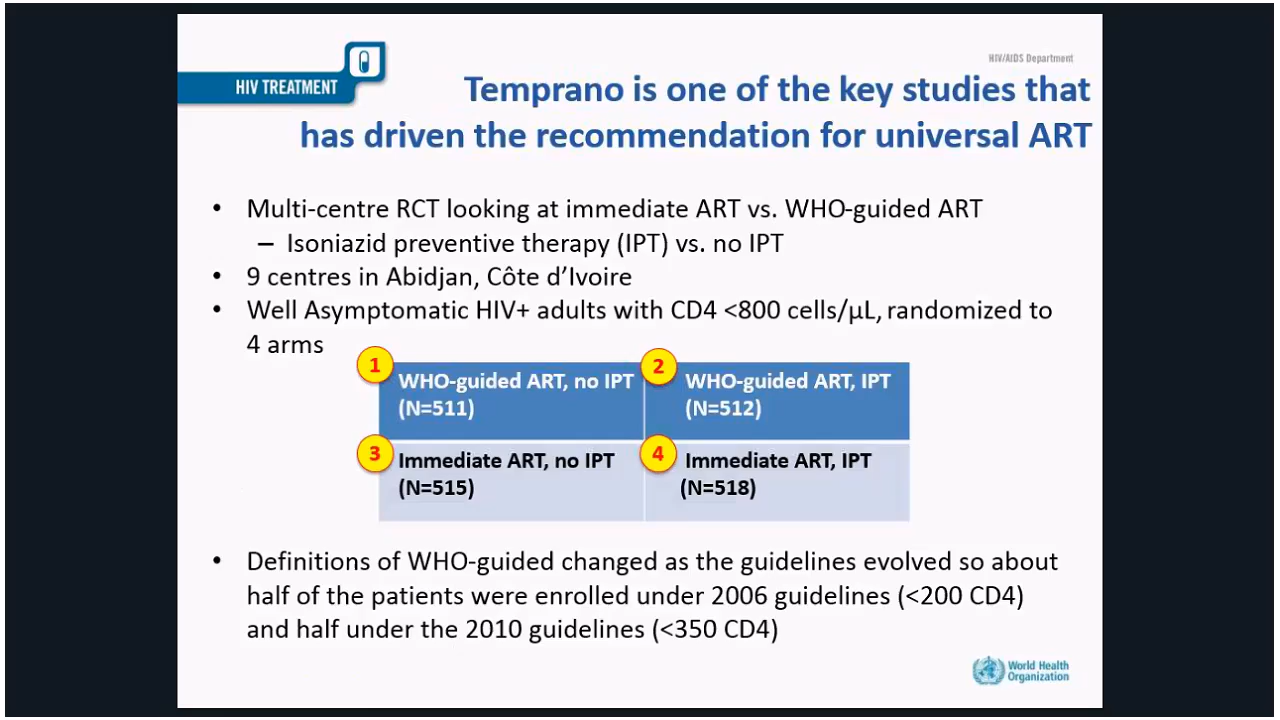 HIV/AIDS Department
HIV TREATMENT
Temprano is one of the key studies that
has driven the recommendation for universal ART
• Multi-centre RCT looking at immediate ART vs. WHO-guided ART
– Isoniazid preventive therapy (IPT) vs. no IPT
• 9 centres in Abidjan, Côte d’Ivoire
• Well Asymptomatic HIV+ adults with CD4 <800 cells/µL, randomized to
4 arms
1
WHO-guided ART, no IPT
(N=511)
2
WHO-guided ART, IPT
(N=512)
3
Immediate ART, no IPT
(N=515)
4
Immediate ART, IPT
(N=518)
• Definitions of WHO-guided changed as the guidelines evolved so about
half of the patients were enrolled under 2006 guidelines (<200 CD4)
and half under the 2010 guidelines (<350 CD4)
World Health
Organization